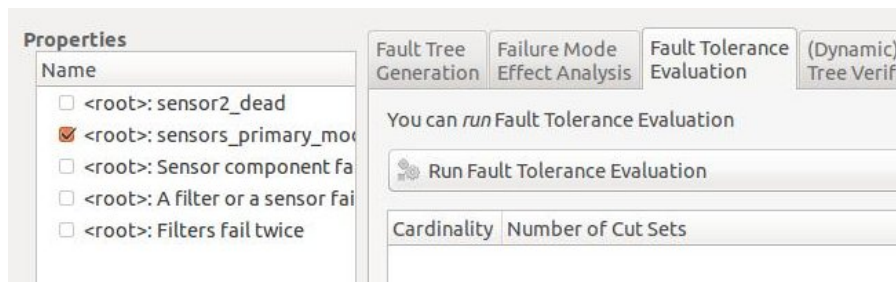 Properties
Name
<root>: sensor2_dead
<root>: sensors_primary_mo
<root>: Sensor component fa
<root>: A filter or a sensor fai
<root>: Filters fail twice
Fault Tree
Generation
Failure Mode
Effect Analysis
Fault Tolerance
Evaluation
(Dynamic)
Tree Verif
You can run Fault Tolerance Evaluation
Run Fault Tolerance Evaluation
Cardinality Number of Cut Sets